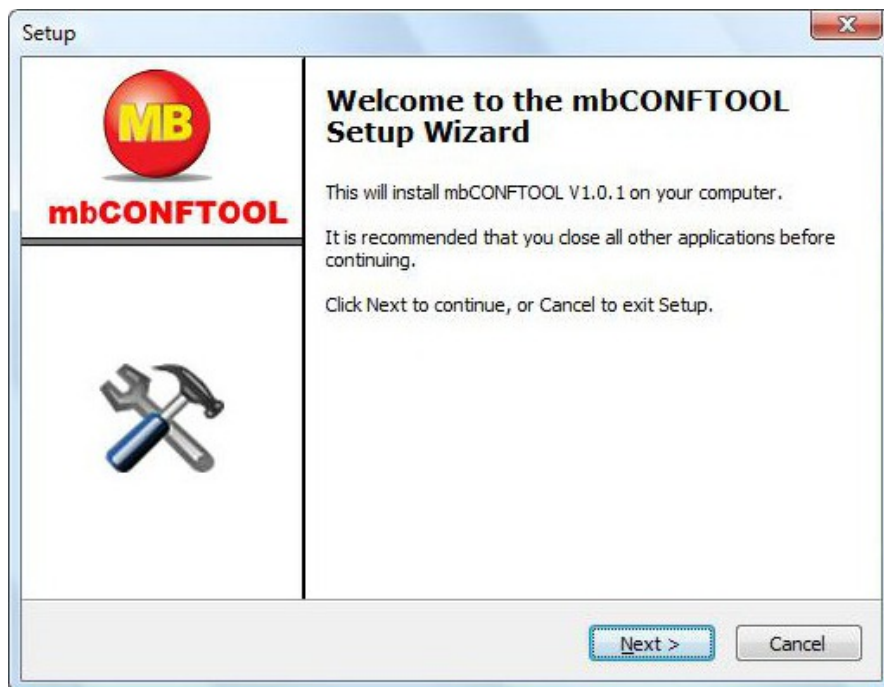 Setup
MB
mbCONFTOOL
Welcome to the mbCONFTOOL
Setup Wizard
This will install mbCONFTOOL V1.0.1 on your computer.
It is recommended that you close all other applications before
continuing.
Click Next to continue, or Cancel to exit Setup.
Next >
Cancel